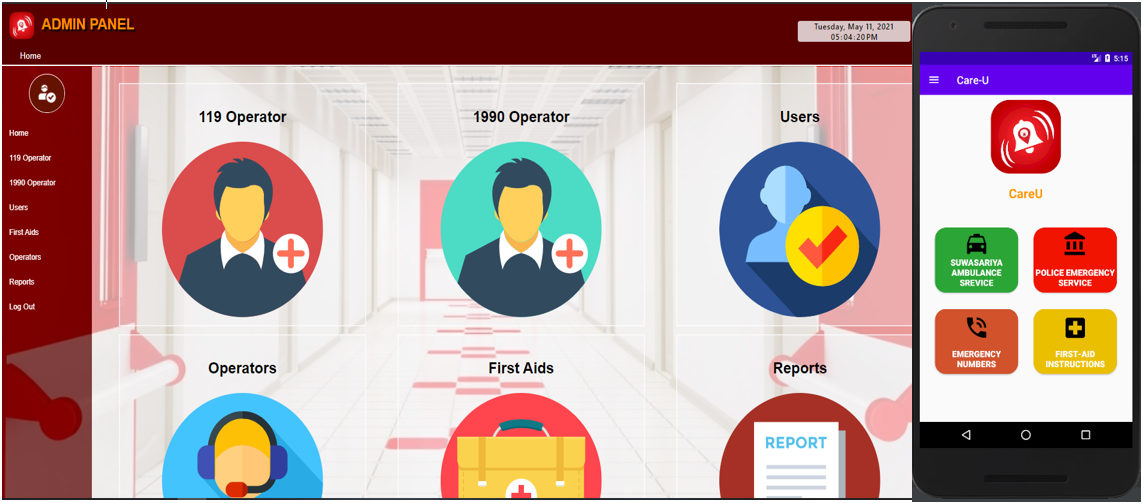 ADMIN PANEL
Tuesday, May 11, 2021
05:04:20 PM
Home
Home
119 Operator
1990 Operator
Users
First Aids
Operators
Reports
Log Out
119 Operator
1990 Operator
Users
Operators
First Aids
Reports
REPORT
5:15
Care-U
CareU
SUWASARIYA
AMBULANCE
SREVICE
POLICE EMERGENCY
SERVICE
EMERGENCY
NUMBERS
FIRST-AID
INSTRUCTIONS